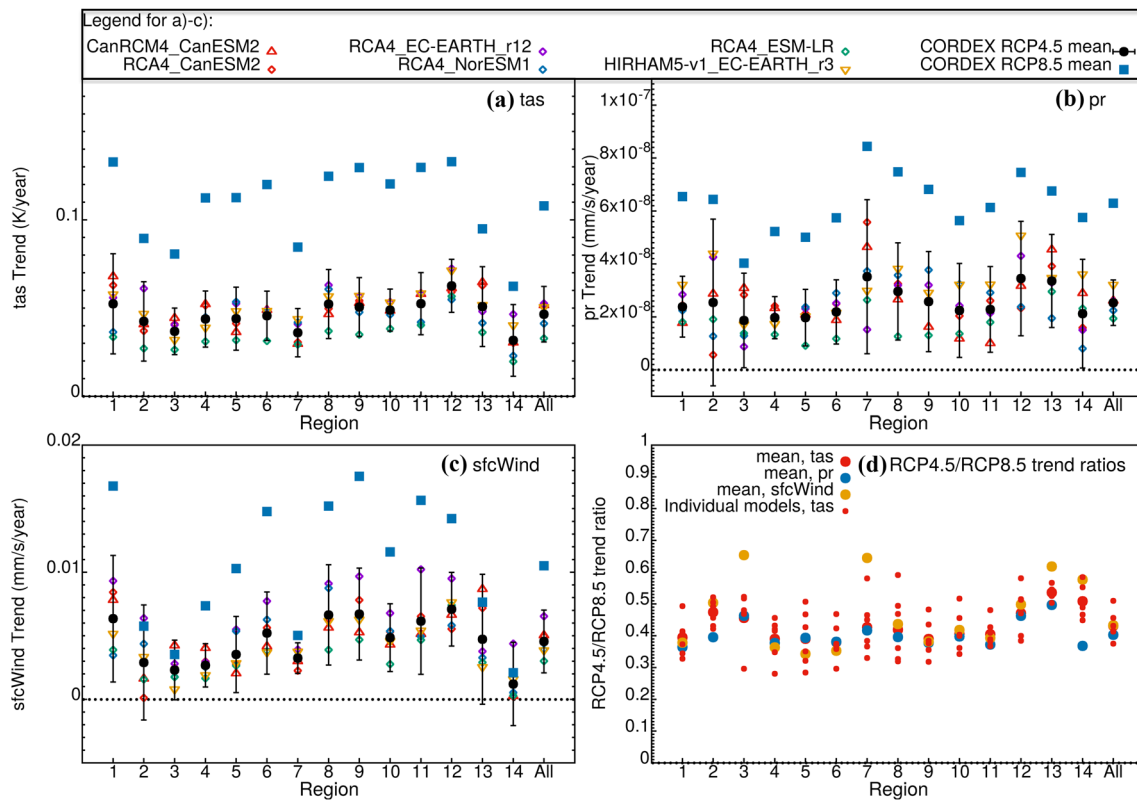 Legend for a)-c):
CanRCM4_CanESM2
RCA4_EC-EARTH_r12
RCA4_ESM-LR
CORDEX RCP4.5 mean
RCA4_CanESM2
RCA4_NorESM1
HIRHAM5-v1_EC-EARTH_r3
CORDEX RCP8.5 mean
(a) tas
tas Trend (K/year)
0.1
0
1 2 3 4 5 6 7 8 9 10 11 12 13 14 All
Region
(b) pr
pr Trend (mm/s/year)
1x10^-7
8x10^-8
6x10^-8
4x10^-8
2x10^-8
0
1 2 3 4 5 6 7 8 9 10 11 12 13 14 All
Region
(c) sfcWind
sfcWind Trend (mm/s/year)
0.02
0.01
0
1 2 3 4 5 6 7 8 9 10 11 12 13 14 All
Region
(d) RCP4.5/RCP8.5 trend ratios
mean, tas
mean, pr
mean, sfcWind
Individual models, tas
RCP4.5/RCP8.5 trend ratio
1
0.9
0.8
0.7
0.6
0.5
0.4
0.3
0.2
0.1
0
1 2 3 4 5 6 7 8 9 10 11 12 13 14 All
Region